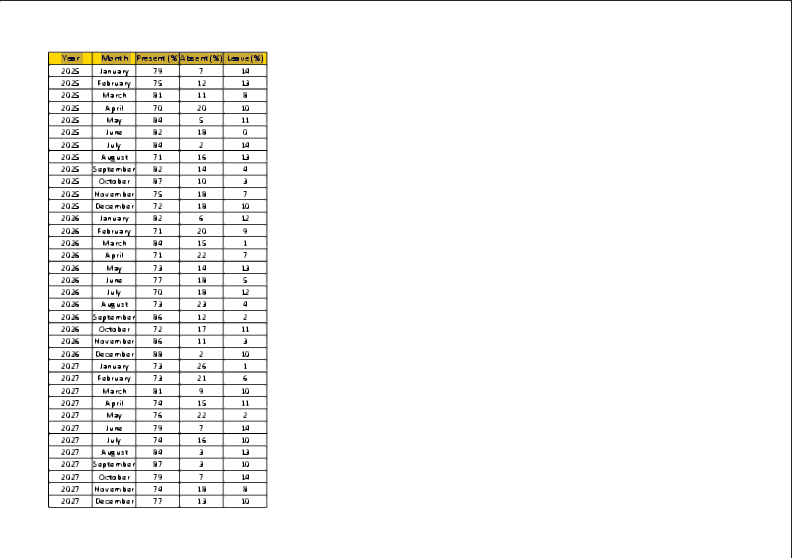 Year Month Present (%) Absent (%) Leave (%)
2025 January 79 7 14
2025 February 75 12 13
2025 March 81 11 8
2025 April 70 20 10
2025 May 84 5 11
2025 June 82 18 0
2025 July 84 2 14
2025 August 71 16 13
2025 September 82 14 4
2025 October 87 10 3
2025 November 75 18 7
2025 December 72 18 10
2026 January 82 6 12
2026 February 71 20 9
2026 March 84 15 1
2026 April 71 22 7
2026 May 73 14 13
2026 June 77 18 5
2026 July 70 18 12
2026 August 73 23 4
2026 September 86 12 2
2026 October 72 17 11
2026 November 86 11 3
2026 December 88 2 10
2027 January 73 26 1
2027 February 73 21 6
2027 March 81 9 10
2027 April 74 15 11
2027 May 76 22 2
2027 June 79 7 14
2027 July 74 16 10
2027 August 84 3 13
2027 September 87 3 10
2027 October 79 7 14
2027 November 74 18 8
2027 December 77 13 10